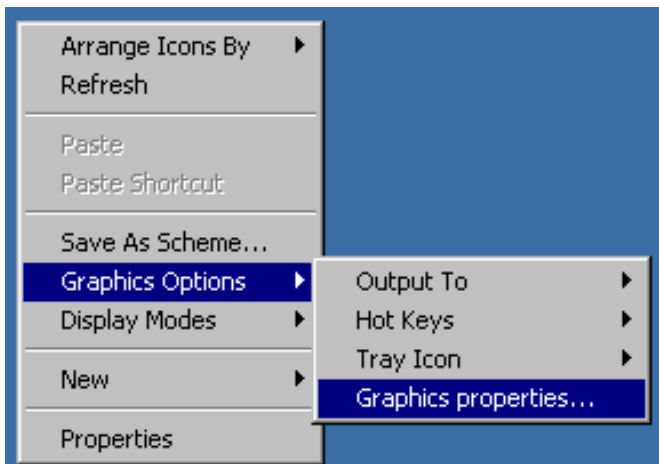 Arrange Icons By
Refresh
Paste
Paste Shortcut
Save As Scheme...
Graphics Options
Display Modes
New
Properties
Output To
Hot Keys
Tray Icon
Graphics properties...